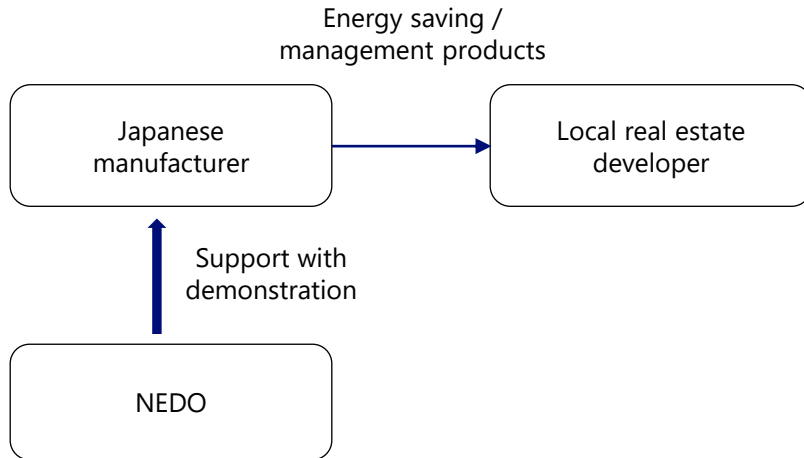 Energy saving /
management products
Japanese
manufacturer
Local real estate
developer
Support with
demonstration
NEDO